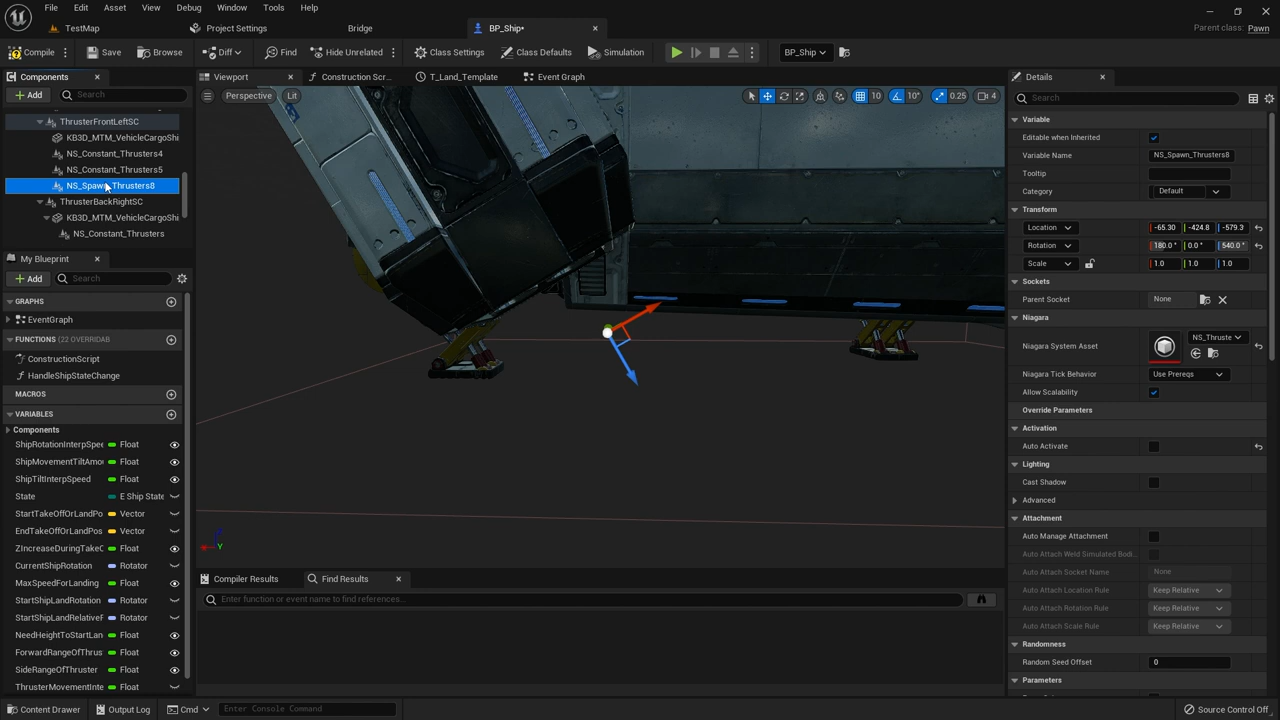 File Edit Asset View Debug Window Tools Help
TestMap Project Settings Bridge BP_Ship• Parent class: Pawn
Compile Save Browse Diff Find Hide Unrelated Class Settings Class Defaults Simulation BP_Ship
Components Viewport Construction Scr... T_Land_Template Event Graph Details
Add Search Perspective Lit 10 10° 0.25 4 Search
ThrusterFrontLeftSC
KB3D_MTM_VehicleCargoShi
NS_Constant_Thrusters4
NS_Constant_Thrusters5
NS_Spawn_Thrusters8
ThrusterBackRightSC
KB3D_MTM_VehicleCargoShi
NS_Constant_Thrusters
My Blueprint
Add Search
GRAPHS
EventGraph
FUNCTIONS (22 OVERRIDAB
ConstructionScript
HandleShipStateChange
MACROS
VARIABLES
Components
ShipRotationInterpSpee Float
ShipMovementTiltAmou Float
ShipTiltInterpSpeed Float
State E Ship State
StartTakeOffOrLandPos Vector
EndTakeOffOrLandPos Vector
ZIncreaseDuringTakeO Float
CurrentShipRotation Rotator
MaxSpeedForLanding Float
StartShipLandRotation Rotator
StartShipLandRelativeR Rotator
NeedHeightToStartLan Float
ForwardRangeOfThrus Float
SideRangeOfThruster Float
ThrusterMovementInte Float
Y
Compiler Results Find Results
Enter function or event name to find references...
Variable
Editable when Inherited
Variable Name NS_Spawn_Thrusters8
Tooltip
Category Default
Transform
Location -65.30 -424.8 -579.3
Rotation 180.0° 0.0° 540.0°
Scale 1.0 1.0 1.0
Sockets
Parent Socket None
Niagara
Niagara System Asset NS_Thruste
Niagara Tick Behavior Use Prereqs
Allow Scalability
Override Parameters
Activation
Auto Activate
Lighting
Cast Shadow
Advanced
Attachment
Auto Manage Attachment
Auto Attach Weld Simulated Bodi...
Auto Attach Socket Name None
Auto Attach Location Rule Keep Relative
Auto Attach Rotation Rule Keep Relative
Auto Attach Scale Rule Keep Relative
Randomness
Random Seed Offset 0
Parameters
Content Drawer Output Log Cmd Enter Console Command Source Control Off